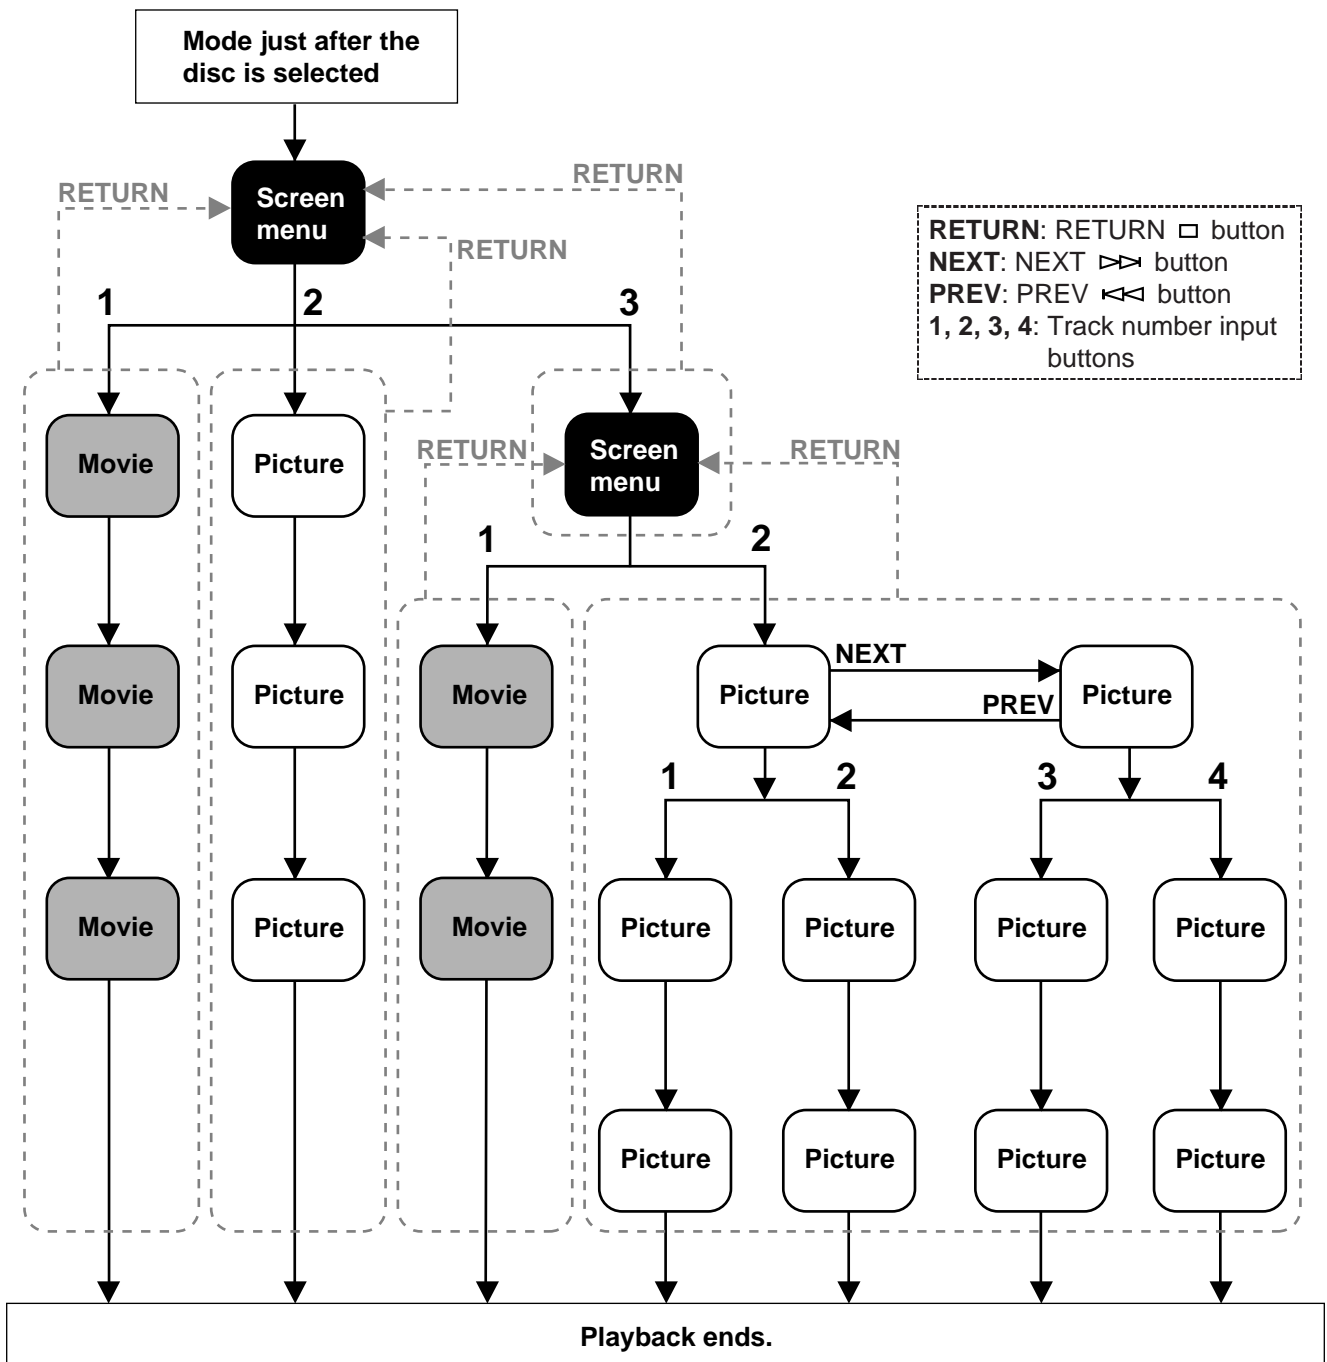 Mode just after the
disc is selected
RETURN
RETURN
Screen
menu
RETURN
RETURN: RETURN □ button
NEXT: NEXT ▷▷| button
PREV: PREV |◁◁ button
1, 2, 3, 4: Track number input
buttons
1
2
3
Movie
Picture
RETURN
Screen
menu
RETURN
1
2
Movie
Picture
Movie
Picture
NEXT
PREV
Picture
1
2
3
4
Movie
Picture
Movie
Picture
Picture
Picture
Picture
Picture
Picture
Picture
Picture
Playback ends.